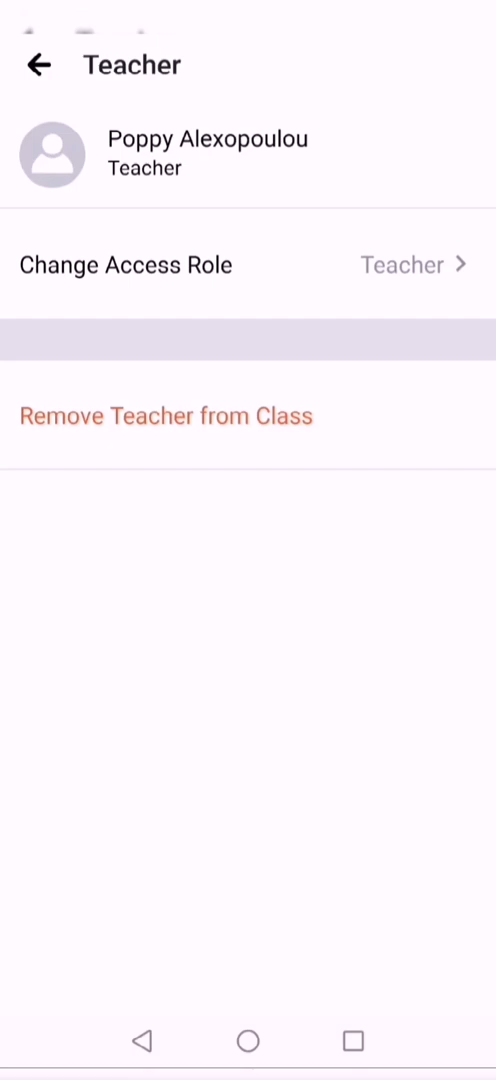 Teacher
Poppy Alexopoulou
Teacher
Change Access Role Teacher
Remove Teacher from Class